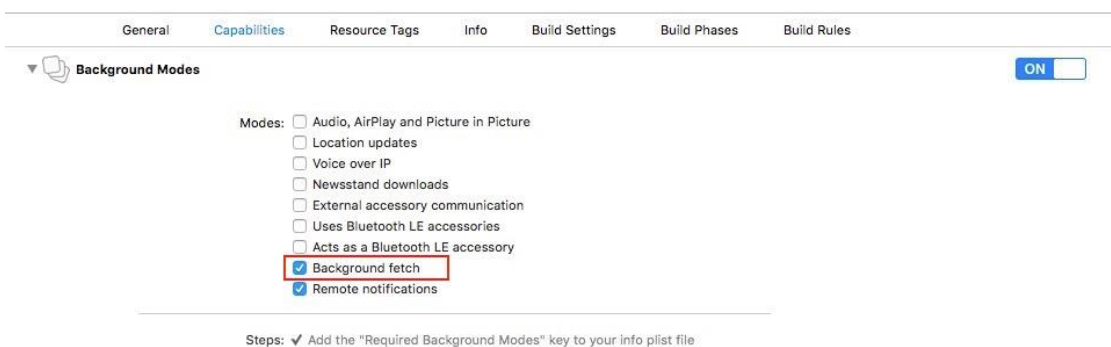 General Capabilities Resource Tags Info Build Settings Build Phases Build Rules
Background Modes ON
Modes: Audio, AirPlay and Picture in Picture
Location updates
Voice over IP
Newsstand downloads
External accessory communication
Uses Bluetooth LE accessories
Acts as a Bluetooth LE accessory
Background fetch
Remote notifications
Steps: ✓ Add the "Required Background Modes" key to your info plist file